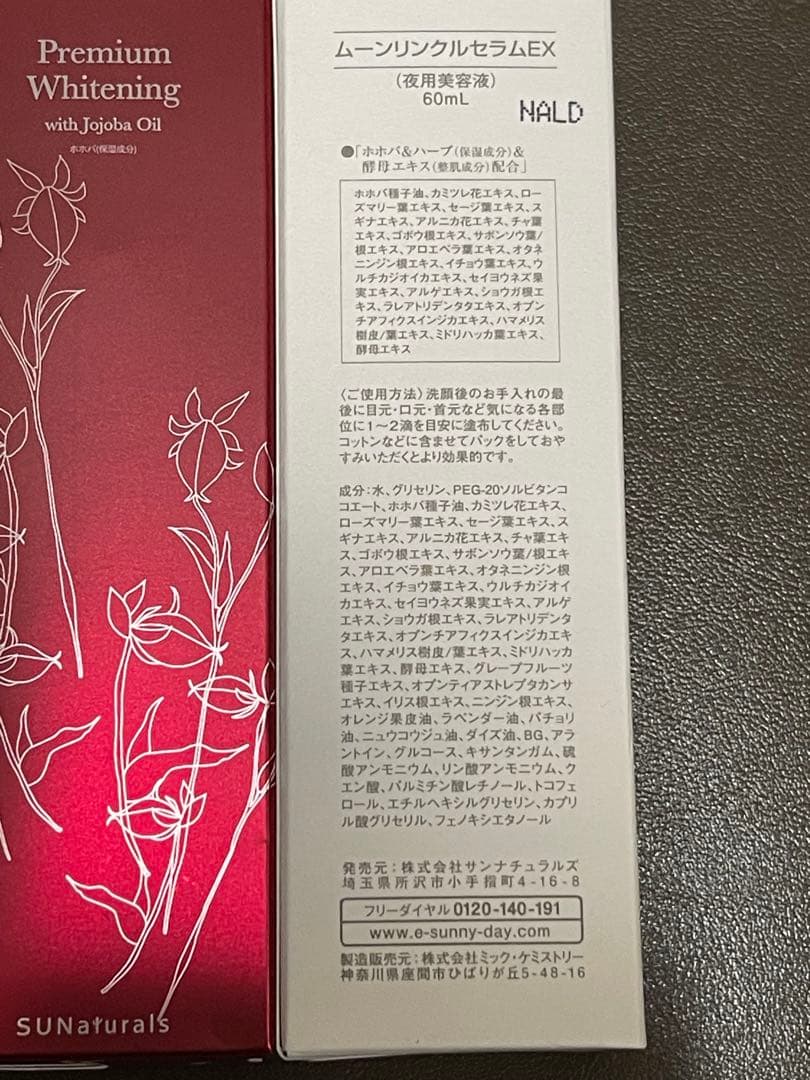 Premium
Whitening
with Jojoba Oil
ホホバ(保湿成分)
SUNaturals
ムーンリンクルセラムEX
(夜用美容液)
60mL
NALD
●「ホホバ&ハーブ(保湿成分)&
酵母エキス(整肌成分)配合」
ホホバ種子油、カミツレ花エキス、ロー
ズマリー葉エキス、セージ葉エキス、ス
ギナエキス、アルニカ花エキス、チャ葉
エキス、ゴボウ根エキス、サボンソウ葉/
根エキス、アロエベラ葉エキス、オタネ
ニンジン根エキス、イチョウ葉エキス、ウ
ルチカジオイカエキス、セイヨウネズ果
実エキス、アルゲエキス、ショウガ根エ
キス、ラレアトリデンタタエキス、オプン
チアフィクスインジカエキス、ハマメリス
樹皮/葉エキス、ミドリハッカ葉エキス、
酵母エキス
〈ご使用方法〉洗顔後のお手入れの最
後に目元・口元・首元など気になる各部
位に1〜2滴を目安に塗布してください。
コットンなどに含ませてパックをしておや
すみいただくとより効果的です。
成分:水、グリセリン、PEG-20ソルビタンコ
コエート、ホホバ種子油、カミツレ花エキス、
ローズマリー葉エキス、セージ葉エキス、ス
ギナエキス、アルニカ花エキス、チャ葉エキ
ス、ゴボウ根エキス、サボンソウ葉/根エキ
ス、アロエベラ葉エキス、オタネニンジン根
エキス、イチョウ葉エキス、ウルチカジオイ
カエキス、セイヨウネズ果実エキス、アルゲ
エキス、ショウガ根エキス、ラレアトリデンタ
タエキス、オプンチアフィクスインジカエキ
ス、ハマメリス樹皮/葉エキス、ミドリハッカ
葉エキス、酵母エキス、グレープフルーツ
種子エキス、オプンティアストレプタカンサ
エキス、イリス根エキス、ニンジン根エキス、
オレンジ果皮油、ラベンダー油、パチョリ
油、ニュウコウジュ油、ダイズ油、BG、アラ
ントイン、グルコース、キサンタンガム、硫
酸アンモニウム、リン酸アンモニウム、ク
エン酸、パルミチン酸レチノール、トコフェ
ロール、エチルヘキシルグリセリン、カプリ
ル酸グリセリル、フェノキシエタノール
発売元:株式会社サンナチュラルズ
埼玉県所沢市小手指町4-16-8
フリーダイヤル 0120-140-191
www.e-sunny-day.com
製造販売元:株式会社ミック・ケミストリー
神奈川県座間市ひばりが丘5-48-16